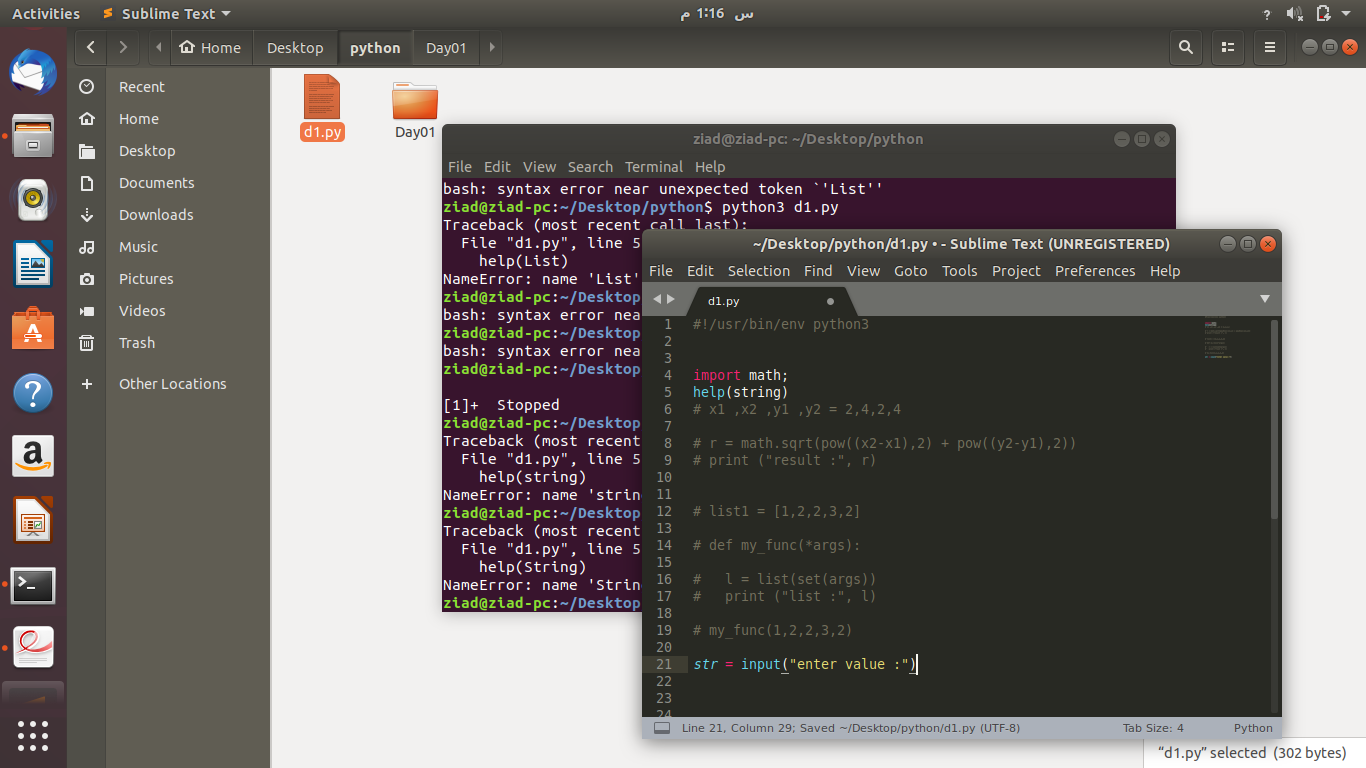 Activities
Sublime Text
س 1:16 م
?
Home
Desktop
python
Day01
Recent
Home
Desktop
Documents
Downloads
Music
Pictures
Videos
Trash
+ Other Locations
d1.py
Day01
ziad@ziad-pc: ~/Desktop/python
File Edit View Search Terminal Help
bash: syntax error near unexpected token `'List''
ziad@ziad-pc:~/Desktop/python$ python3 d1.py
Traceback (most recent call last):
File "d1.py", line 5
help(List)
NameError: name 'List'
ziad@ziad-pc:~/Desktop
bash: syntax error nea
ziad@ziad-pc:~/Desktop
bash: syntax error nea
ziad@ziad-pc:~/Desktop
[1]+ Stopped
ziad@ziad-pc:~/Desktop
Traceback (most recent
File "d1.py", line 5
help(string)
NameError: name 'strin
ziad@ziad-pc:~/Desktop
Traceback (most recent
File "d1.py", line 5
help(String)
NameError: name 'Strin
ziad@ziad-pc:~/Desktop
~/Desktop/python/d1.py • - Sublime Text (UNREGISTERED)
File Edit Selection Find View Goto Tools Project Preferences Help
d1.py
1 #!/usr/bin/env python3
2
3
4 import math;
5 help(string)
6 # x1 ,x2 ,y1 ,y2 = 2,4,2,4
7
8 # r = math.sqrt(pow((x2-x1),2) + pow((y2-y1),2))
9 # print ("result :", r)
10
11
12 # list1 = [1,2,2,3,2]
13
14 # def my_func(*args):
15
16 #   l = list(set(args))
17 #   print ("list :", l)
18
19 # my_func(1,2,2,3,2)
20
21 str = input("enter value :")
22
23
24
Line 21, Column 29; Saved ~/Desktop/python/d1.py (UTF-8)
Tab Size: 4
Python
“d1.py” selected (302 bytes)